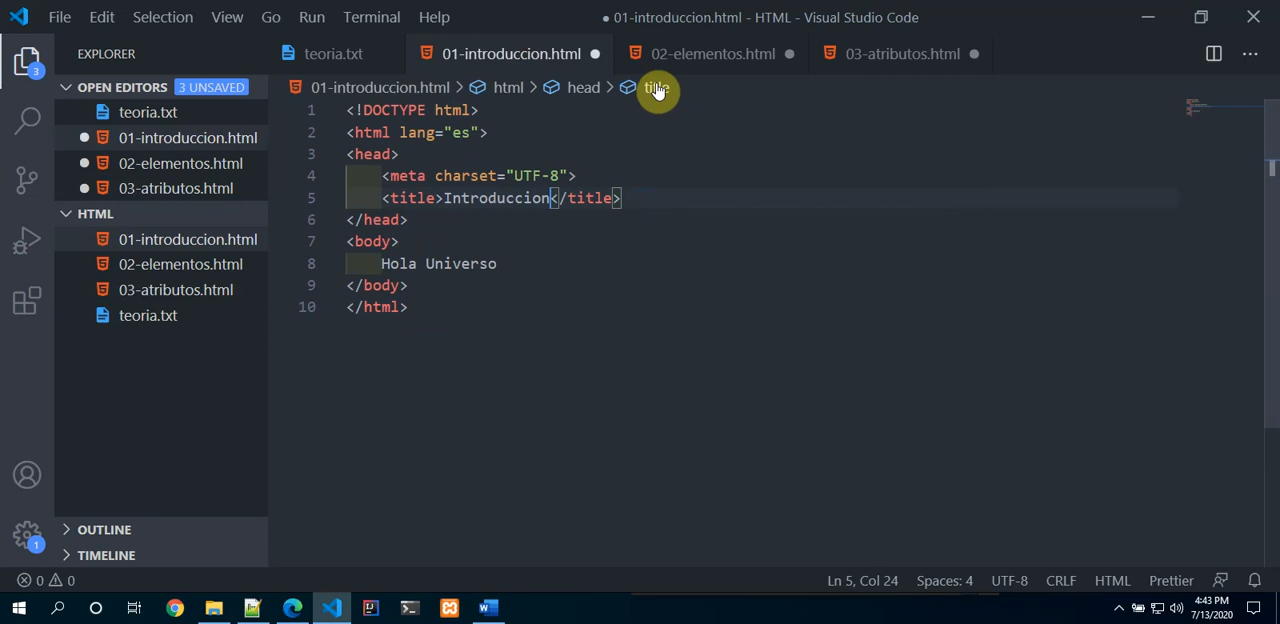 File Edit Selection View Go Run Terminal Help
● 01-introduccion.html - HTML - Visual Studio Code
EXPLORER
OPEN EDITORS 3 UNSAVED
teoria.txt
01-introduccion.html
02-elementos.html
03-atributos.html
HTML
01-introduccion.html
02-elementos.html
03-atributos.html
teoria.txt
OUTLINE
TIMELINE
3
1
teoria.txt 01-introduccion.html 02-elementos.html 03-atributos.html
01-introduccion.html > html > head > title
1 <!DOCTYPE html>
2 <html lang="es">
3 <head>
4 <meta charset="UTF-8">
5 <title>Introduccion</title>
6 </head>
7 <body>
8 Hola Universo
9 </body>
10 </html>
0 0 Ln 5, Col 24 Spaces: 4 UTF-8 CRLF HTML Prettier
4:43 PM
7/13/2020